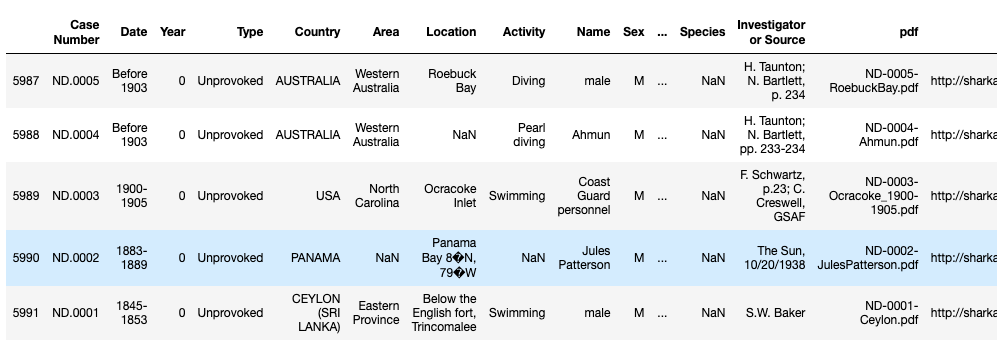 Case Number Date Year Type Country Area Location Activity Name Sex ... Species Investigator or Source pdf
5987 ND.0005 Before 1903 0 Unprovoked AUSTRALIA Western Australia Roebuck Bay Diving male M ... NaN H. Taunton; N. Bartlett, p. 234 ND-0005-RoebuckBay.pdf http://sharka
5988 ND.0004 Before 1903 0 Unprovoked AUSTRALIA Western Australia NaN Pearl diving Ahmun M ... NaN H. Taunton; N. Bartlett, pp. 233-234 ND-0004-Ahmun.pdf http://sharka
5989 ND.0003 1900-1905 0 Unprovoked USA North Carolina Ocracoke Inlet Swimming Coast Guard personnel M ... NaN F. Schwartz, p.23; C. Creswell, GSAF ND-0003-Ocracoke_1900-1905.pdf http://sharka
5990 ND.0002 1883-1889 0 Unprovoked PANAMA NaN Panama Bay 8�N, 79�W NaN Jules Patterson M ... NaN The Sun, 10/20/1938 ND-0002-JulesPatterson.pdf http://sharka
5991 ND.0001 1845-1853 0 Unprovoked CEYLON (SRI LANKA) Eastern Province Below the English fort, Trincomalee Swimming male M ... NaN S.W. Baker ND-0001-Ceylon.pdf http://sharka